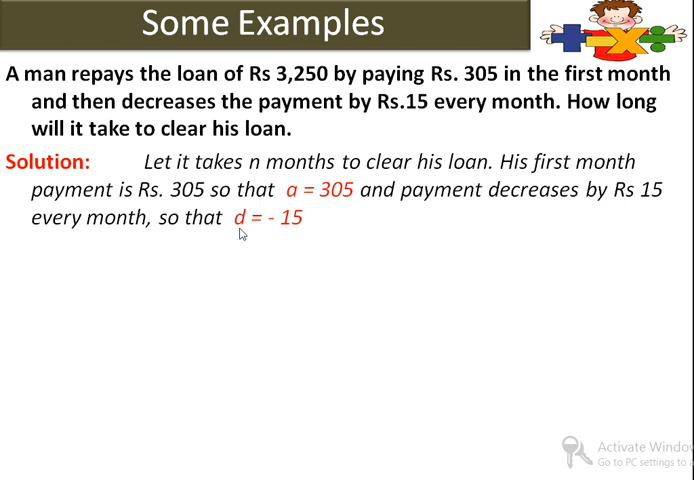 Some Examples
A man repays the loan of Rs 3,250 by paying Rs. 305 in the first month
and then decreases the payment by Rs.15 every month. How long
will it take to clear his loan.
Solution: Let it takes n months to clear his loan. His first month
payment is Rs. 305 so that a = 305 and payment decreases by Rs 15
every month, so that d = - 15
Activate Window
Go to PC settings to a